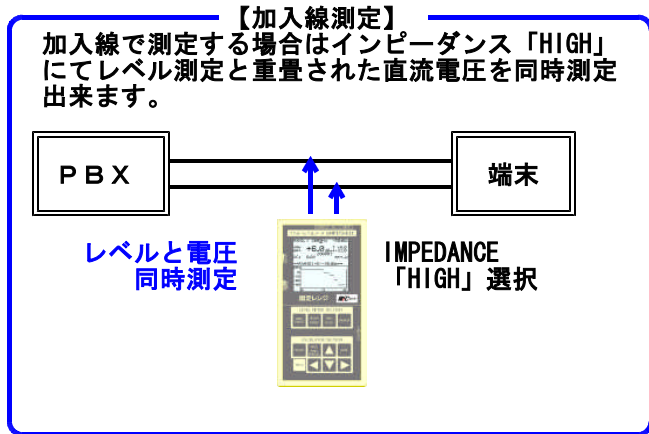 【加入線測定】
加入線で測定する場合はインピーダンス「HIGH」
にてレベル測定と重畳された直流電圧を同時測定
出来ます。
ＰＢＸ
端末
レベルと電圧
同時測定
IMPEDANCE
「HIGH」選択
測定レンジ